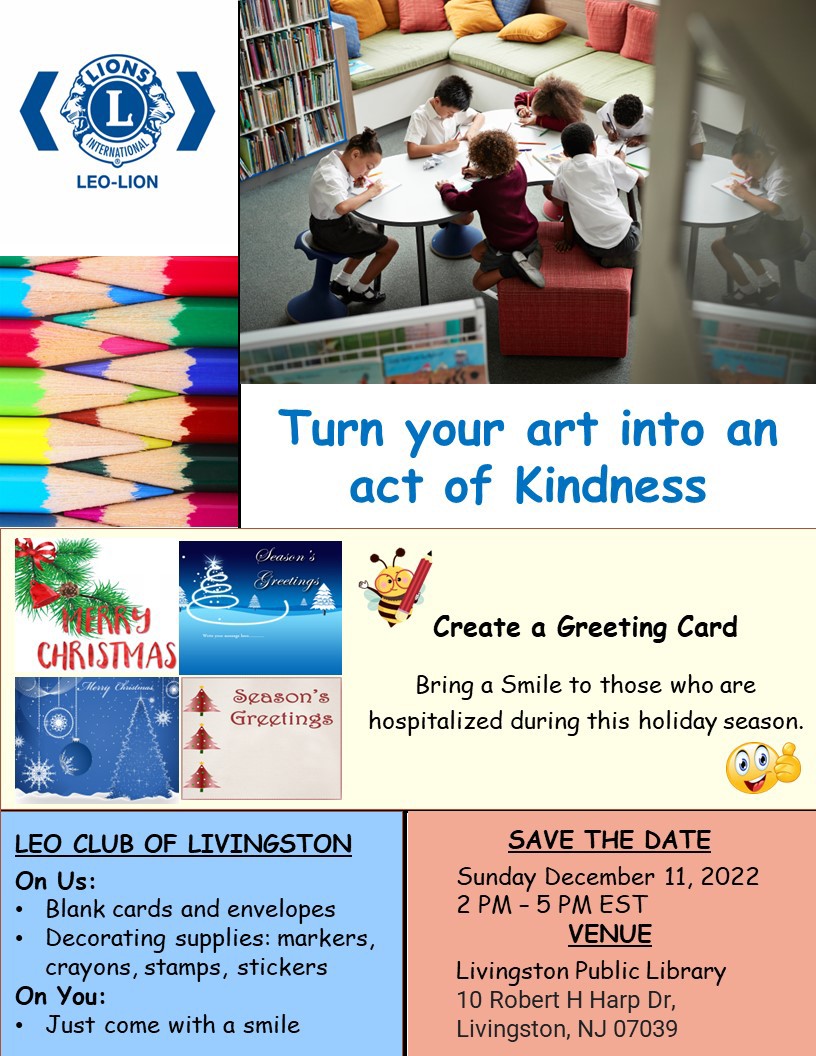 LIONS
L
INTERNATIONAL
®
LEO-LION
Turn your art into an
act of Kindness
MERRY
CHRISTMAS
Season's
Greetings
Merry Christmas
Season's
Greetings
Create a Greeting Card
Bring a Smile to those who are
hospitalized during this holiday season.
LEO CLUB OF LIVINGSTON
On Us:
• Blank cards and envelopes
• Decorating supplies: markers,
crayons, stamps, stickers
On You:
• Just come with a smile
SAVE THE DATE
Sunday December 11, 2022
2 PM – 5 PM EST
VENUE
Livingston Public Library
10 Robert H Harp Dr,
Livingston, NJ 07039